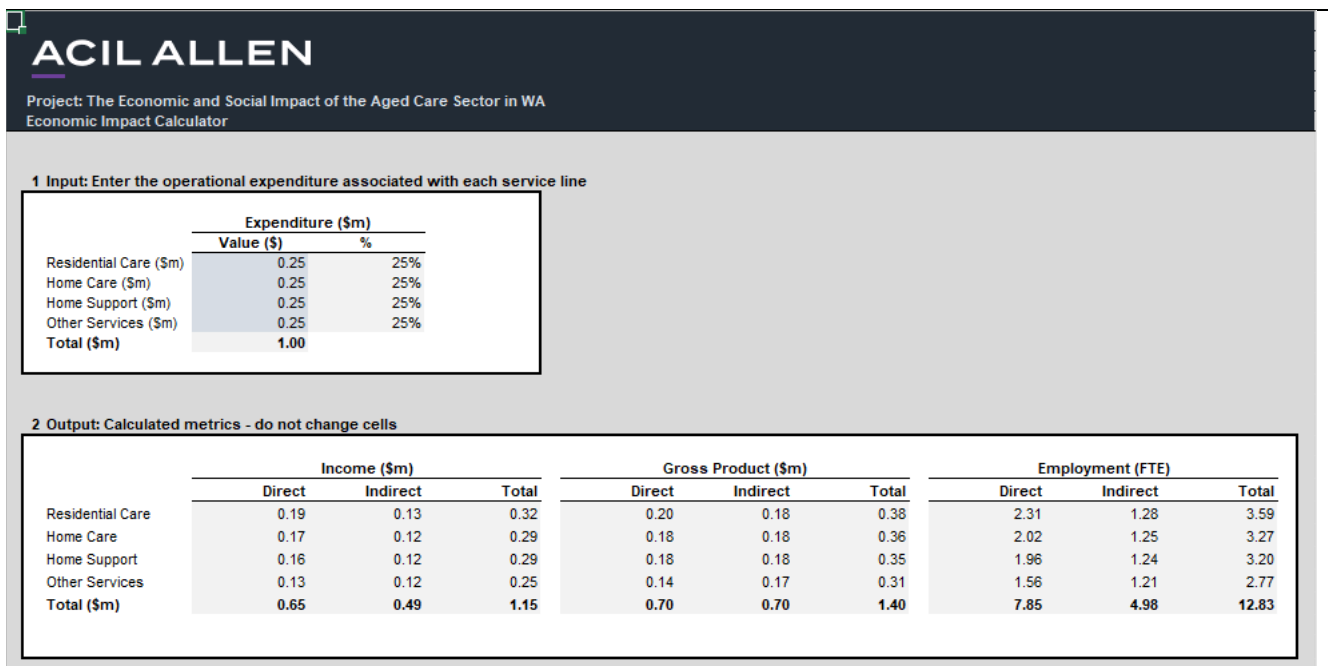 ACIL ALLEN
Project: The Economic and Social Impact of the Aged Care Sector in WA
Economic Impact Calculator
1 Input: Enter the operational expenditure associated with each service line
Expenditure ($m)
Value ($) %
Residential Care ($m) 0.25 25%
Home Care ($m) 0.25 25%
Home Support ($m) 0.25 25%
Other Services ($m) 0.25 25%
Total ($m) 1.00
2 Output: Calculated metrics - do not change cells
Income ($m) Gross Product ($m) Employment (FTE)
Direct Indirect Total Direct Indirect Total Direct Indirect Total
Residential Care 0.19 0.13 0.32 0.20 0.18 0.38 2.31 1.28 3.59
Home Care 0.17 0.12 0.29 0.18 0.18 0.36 2.02 1.25 3.27
Home Support 0.16 0.12 0.29 0.18 0.18 0.35 1.96 1.24 3.20
Other Services 0.13 0.12 0.25 0.14 0.17 0.31 1.56 1.21 2.77
Total ($m) 0.65 0.49 1.15 0.70 0.70 1.40 7.85 4.98 12.83